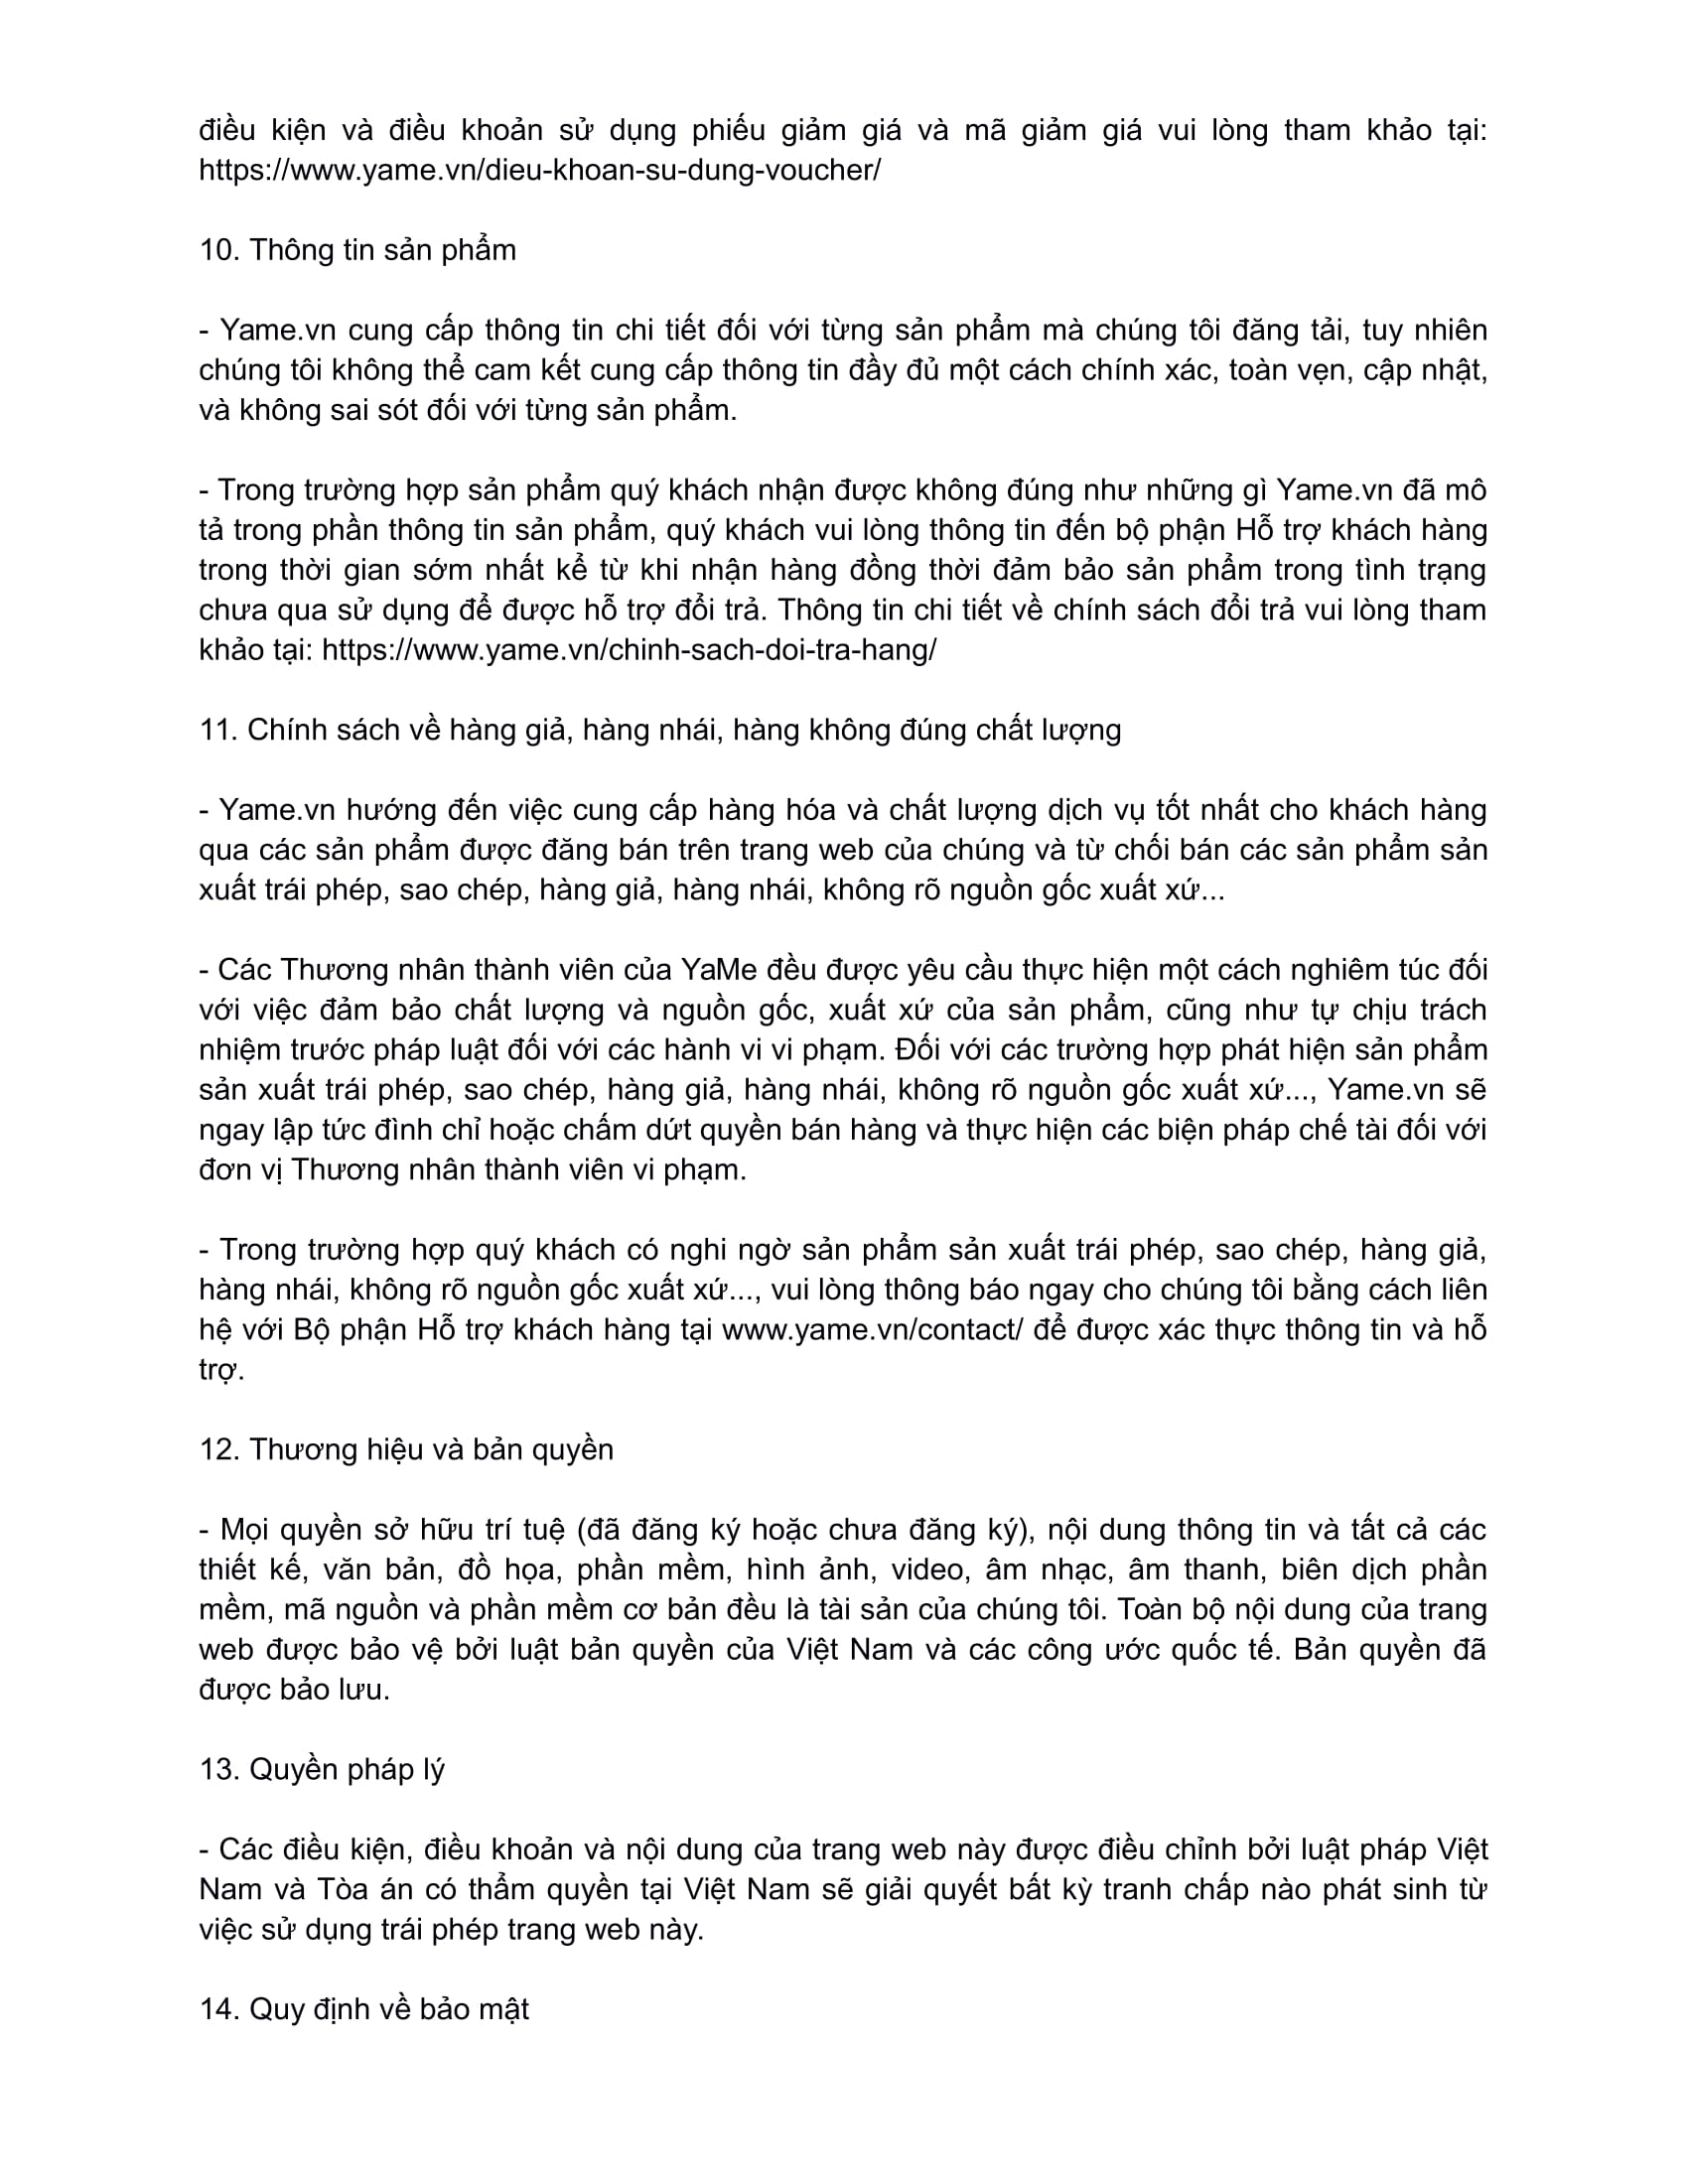 điều kiện và điều khoản sử dụng phiếu giảm giá và mã giảm giá vui lòng tham khảo tại:
https://www.yame.vn/dieu-khoan-su-dung-voucher/
10. Thông tin sản phẩm
- Yame.vn cung cấp thông tin chi tiết đối với từng sản phẩm mà chúng tôi đăng tải, tuy nhiên
chúng tôi không thể cam kết cung cấp thông tin đầy đủ một cách chính xác, toàn vẹn, cập nhật,
và không sai sót đối với từng sản phẩm.
- Trong trường hợp sản phẩm quý khách nhận được không đúng như những gì Yame.vn đã mô
tả trong phần thông tin sản phẩm, quý khách vui lòng thông tin đến bộ phận Hỗ trợ khách hàng
trong thời gian sớm nhất kể từ khi nhận hàng đồng thời đảm bảo sản phẩm trong tình trạng
chưa qua sử dụng để được hỗ trợ đổi trả. Thông tin chi tiết về chính sách đổi trả vui lòng tham
khảo tại: https://www.yame.vn/chinh-sach-doi-tra-hang/
11. Chính sách về hàng giả, hàng nhái, hàng không đúng chất lượng
- Yame.vn hướng đến việc cung cấp hàng hóa và chất lượng dịch vụ tốt nhất cho khách hàng
qua các sản phẩm được đăng bán trên trang web của chúng và từ chối bán các sản phẩm sản
xuất trái phép, sao chép, hàng giả, hàng nhái, không rõ nguồn gốc xuất xứ...
- Các Thương nhân thành viên của YaMe đều được yêu cầu thực hiện một cách nghiêm túc đối
với việc đảm bảo chất lượng và nguồn gốc, xuất xứ của sản phẩm, cũng như tự chịu trách
nhiệm trước pháp luật đối với các hành vi vi phạm. Đối với các trường hợp phát hiện sản phẩm
sản xuất trái phép, sao chép, hàng giả, hàng nhái, không rõ nguồn gốc xuất xứ..., Yame.vn sẽ
ngay lập tức đình chỉ hoặc chấm dứt quyền bán hàng và thực hiện các biện pháp chế tài đối với
đơn vị Thương nhân thành viên vi phạm.
- Trong trường hợp quý khách có nghi ngờ sản phẩm sản xuất trái phép, sao chép, hàng giả,
hàng nhái, không rõ nguồn gốc xuất xứ..., vui lòng thông báo ngay cho chúng tôi bằng cách liên
hệ với Bộ phận Hỗ trợ khách hàng tại www.yame.vn/contact/ để được xác thực thông tin và hỗ
trợ.
12. Thương hiệu và bản quyền
- Mọi quyền sở hữu trí tuệ (đã đăng ký hoặc chưa đăng ký), nội dung thông tin và tất cả các
thiết kế, văn bản, đồ họa, phần mềm, hình ảnh, video, âm nhạc, âm thanh, biên dịch phần
mềm, mã nguồn và phần mềm cơ bản đều là tài sản của chúng tôi. Toàn bộ nội dung của trang
web được bảo vệ bởi luật bản quyền của Việt Nam và các công ước quốc tế. Bản quyền đã
được bảo lưu.
13. Quyền pháp lý
- Các điều kiện, điều khoản và nội dung của trang web này được điều chỉnh bởi luật pháp Việt
Nam và Tòa án có thẩm quyền tại Việt Nam sẽ giải quyết bất kỳ tranh chấp nào phát sinh từ
việc sử dụng trái phép trang web này.
14. Quy định về bảo mật